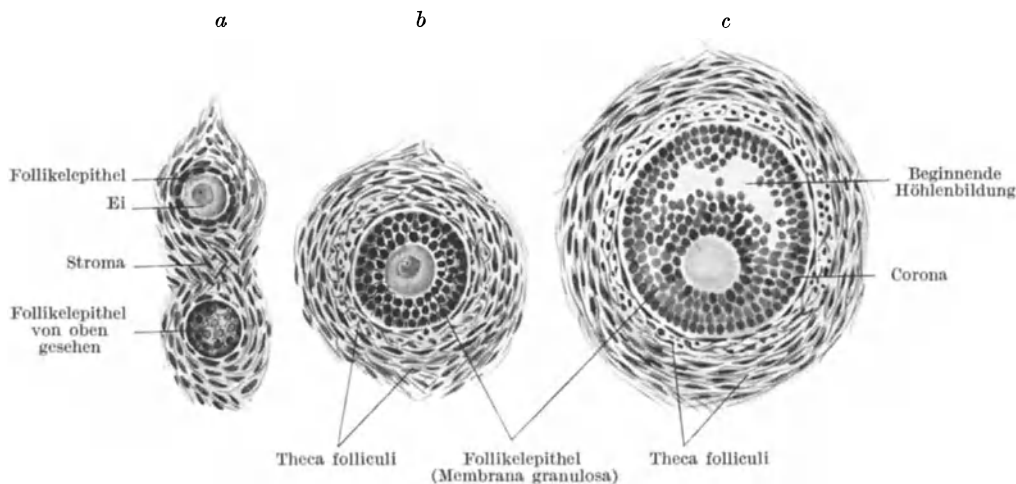 a b c
Follikelepithel
Ei
Stroma
Follikelepithel
von oben
gesehen
Beginnende
Höhlenbildung
Corona
Theca folliculi
Follikelepithel
(Membrana granulosa)
Theca folliculi